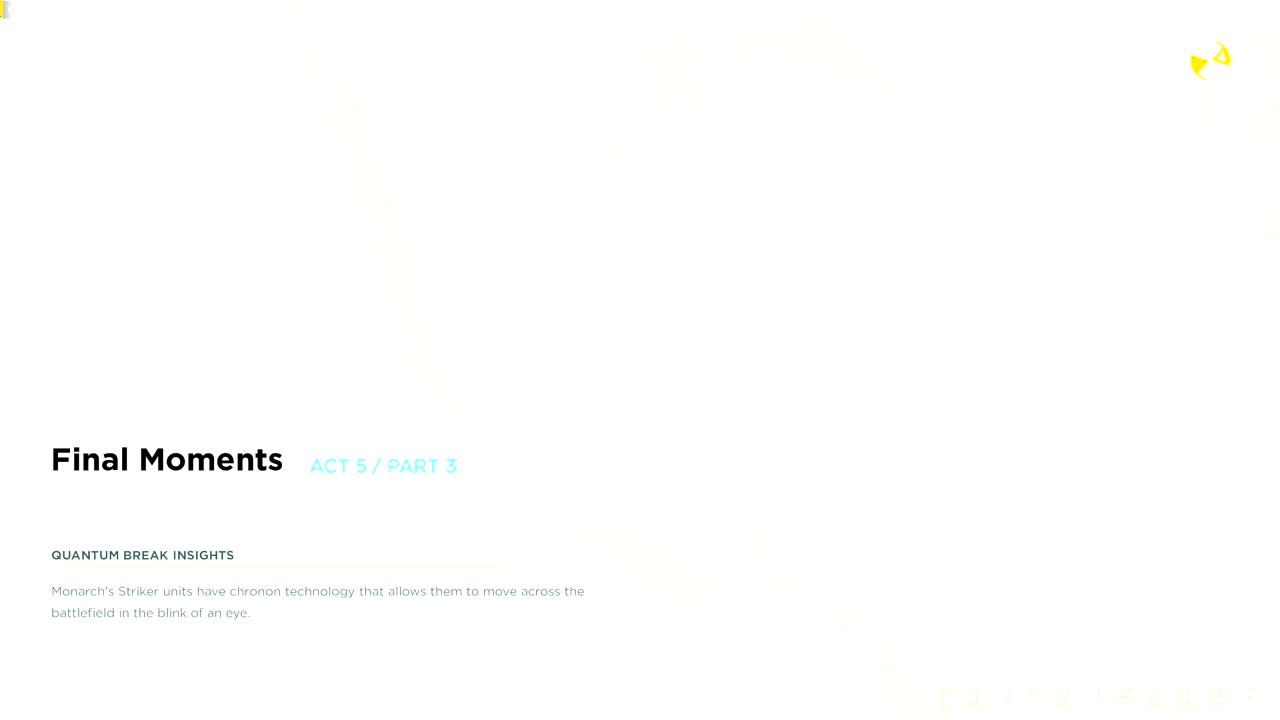 Final Moments ACT 5 / PART 3
QUANTUM BREAK INSIGHTS
Monarch's Striker units have chronon technology that allows them to move across the
battlefield in the blink of an eye.